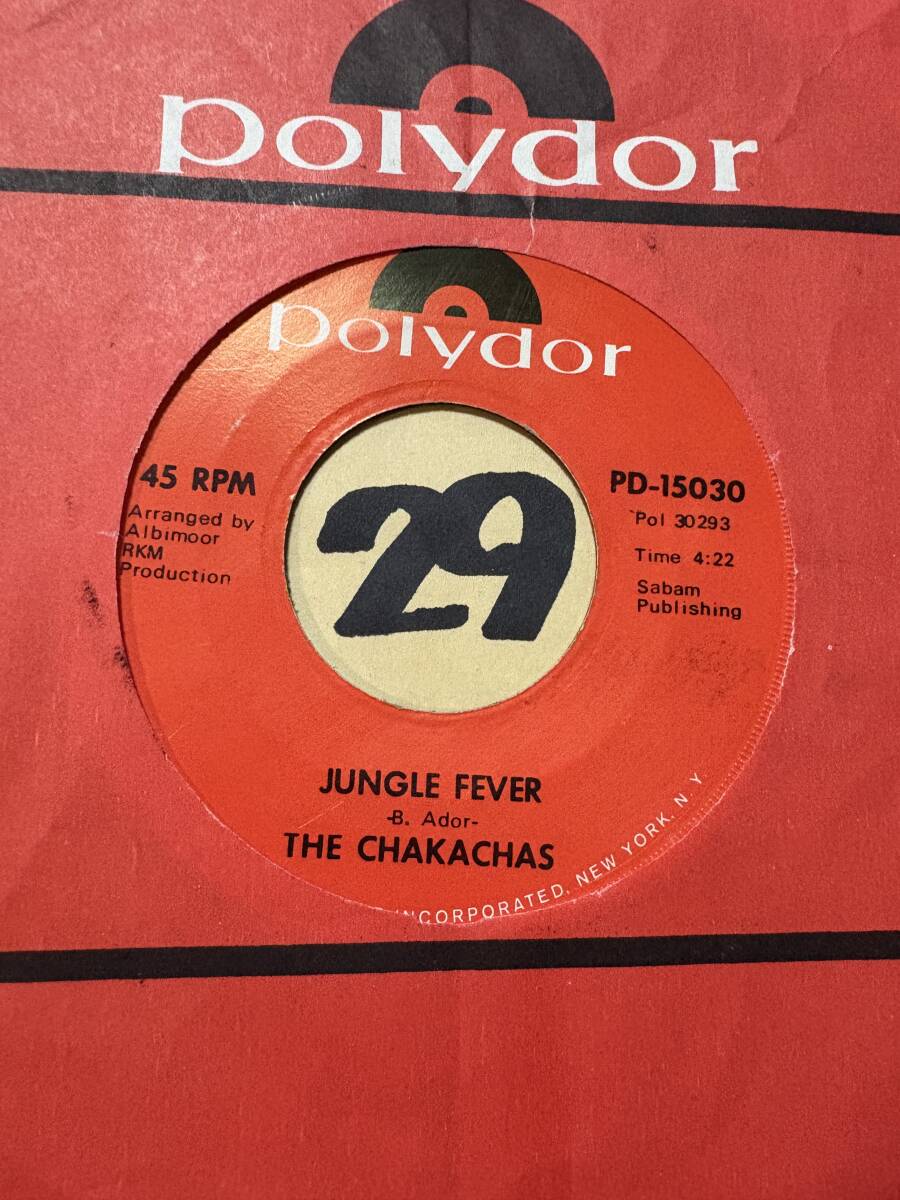 polydor
polydor
45 RPM
Arranged by
Albimoor
RKM
Production
29
PD-15030
Pol 30293
Time 4:22
Sabam
Publishing
JUNGLE FEVER
-B. Ador-
THE CHAKACHAS
INCORPORATED, NEW YORK, N Y